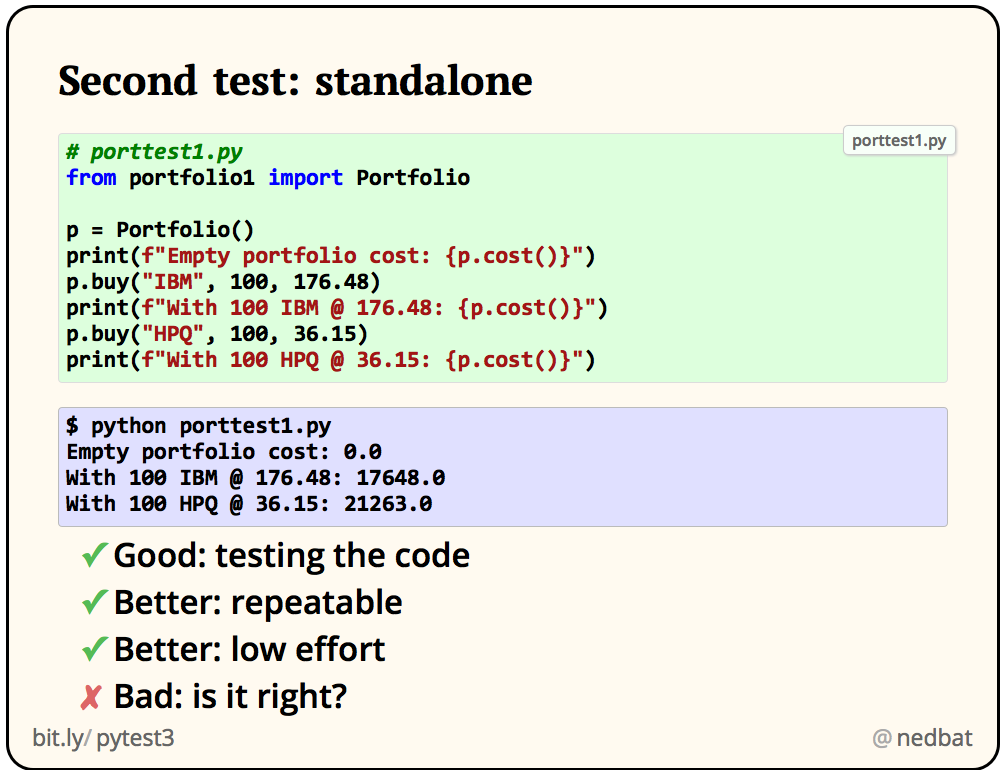 Second test: standalone
porttest1.py
# porttest1.py
from portfolio1 import Portfolio
p = Portfolio()
print(f"Empty portfolio cost: {p.cost()}")
p.buy("IBM", 100, 176.48)
print(f"With 100 IBM @ 176.48: {p.cost()}")
p.buy("HPQ", 100, 36.15)
print(f"With 100 HPQ @ 36.15: {p.cost()}")
$ python porttest1.py
Empty portfolio cost: 0.0
With 100 IBM @ 176.48: 17648.0
With 100 HPQ @ 36.15: 21263.0
✓ Good: testing the code
✓ Better: repeatable
✓ Better: low effort
✗ Bad: is it right?
bit.ly/ pytest3
@ nedbat